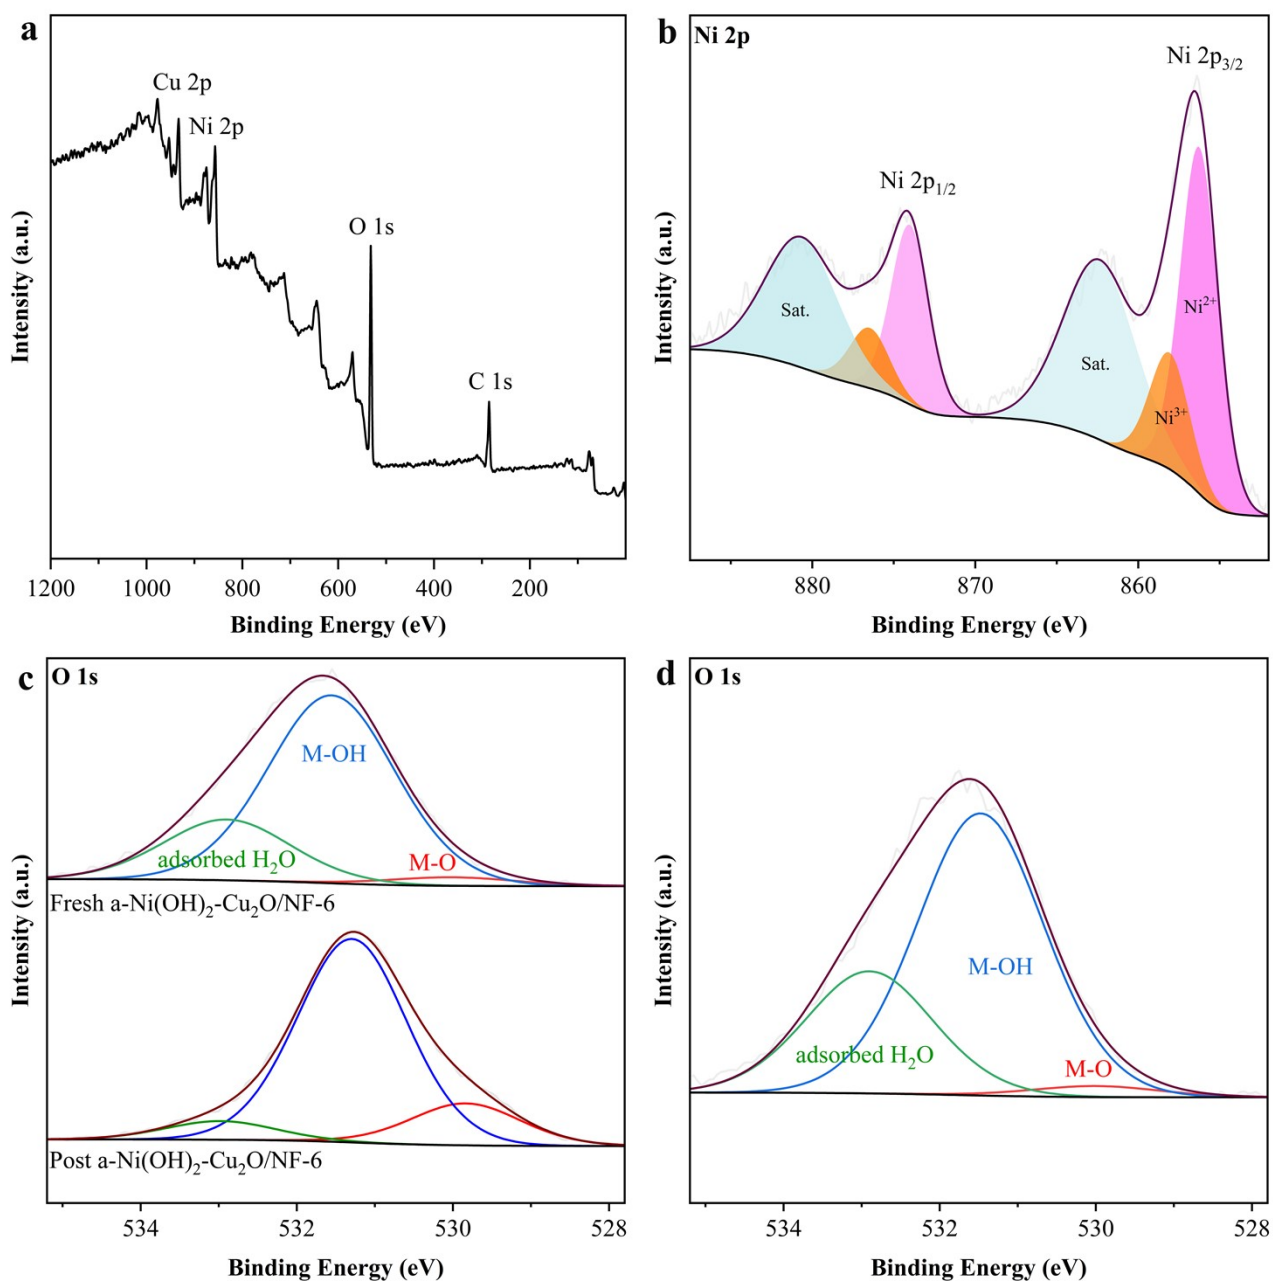 a
Cu 2p
Ni 2p
O 1s
C 1s
Intensity (a.u.)
1200 1000 800 600 400 200
Binding Energy (eV)
b Ni 2p
Ni 2p3/2
Ni 2p1/2
Sat.
Ni2+
Sat.
Ni3+
Intensity (a.u.)
880 870 860
Binding Energy (eV)
c O 1s
M-OH
adsorbed H2O
M-O
Fresh a-Ni(OH)2-Cu2O/NF-6
Post a-Ni(OH)2-Cu2O/NF-6
Intensity (a.u.)
534 532 530 528
Binding Energy (eV)
d O 1s
M-OH
adsorbed H2O
M-O
Intensity (a.u.)
534 532 530 528
Binding Energy (eV)